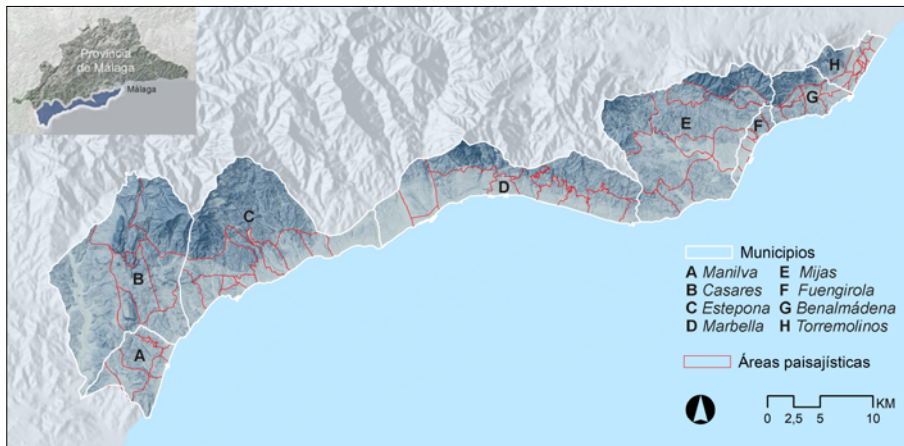 Provincia
de Málaga
Málaga
A
B
C
D
E
F
G
H
Municipios
A Manilva E Mijas
B Casares F Fuengirola
C Estepona G Benalmádena
D Marbella H Torremolinos
Áreas paisajísticas
KM
0 2,5 5 10